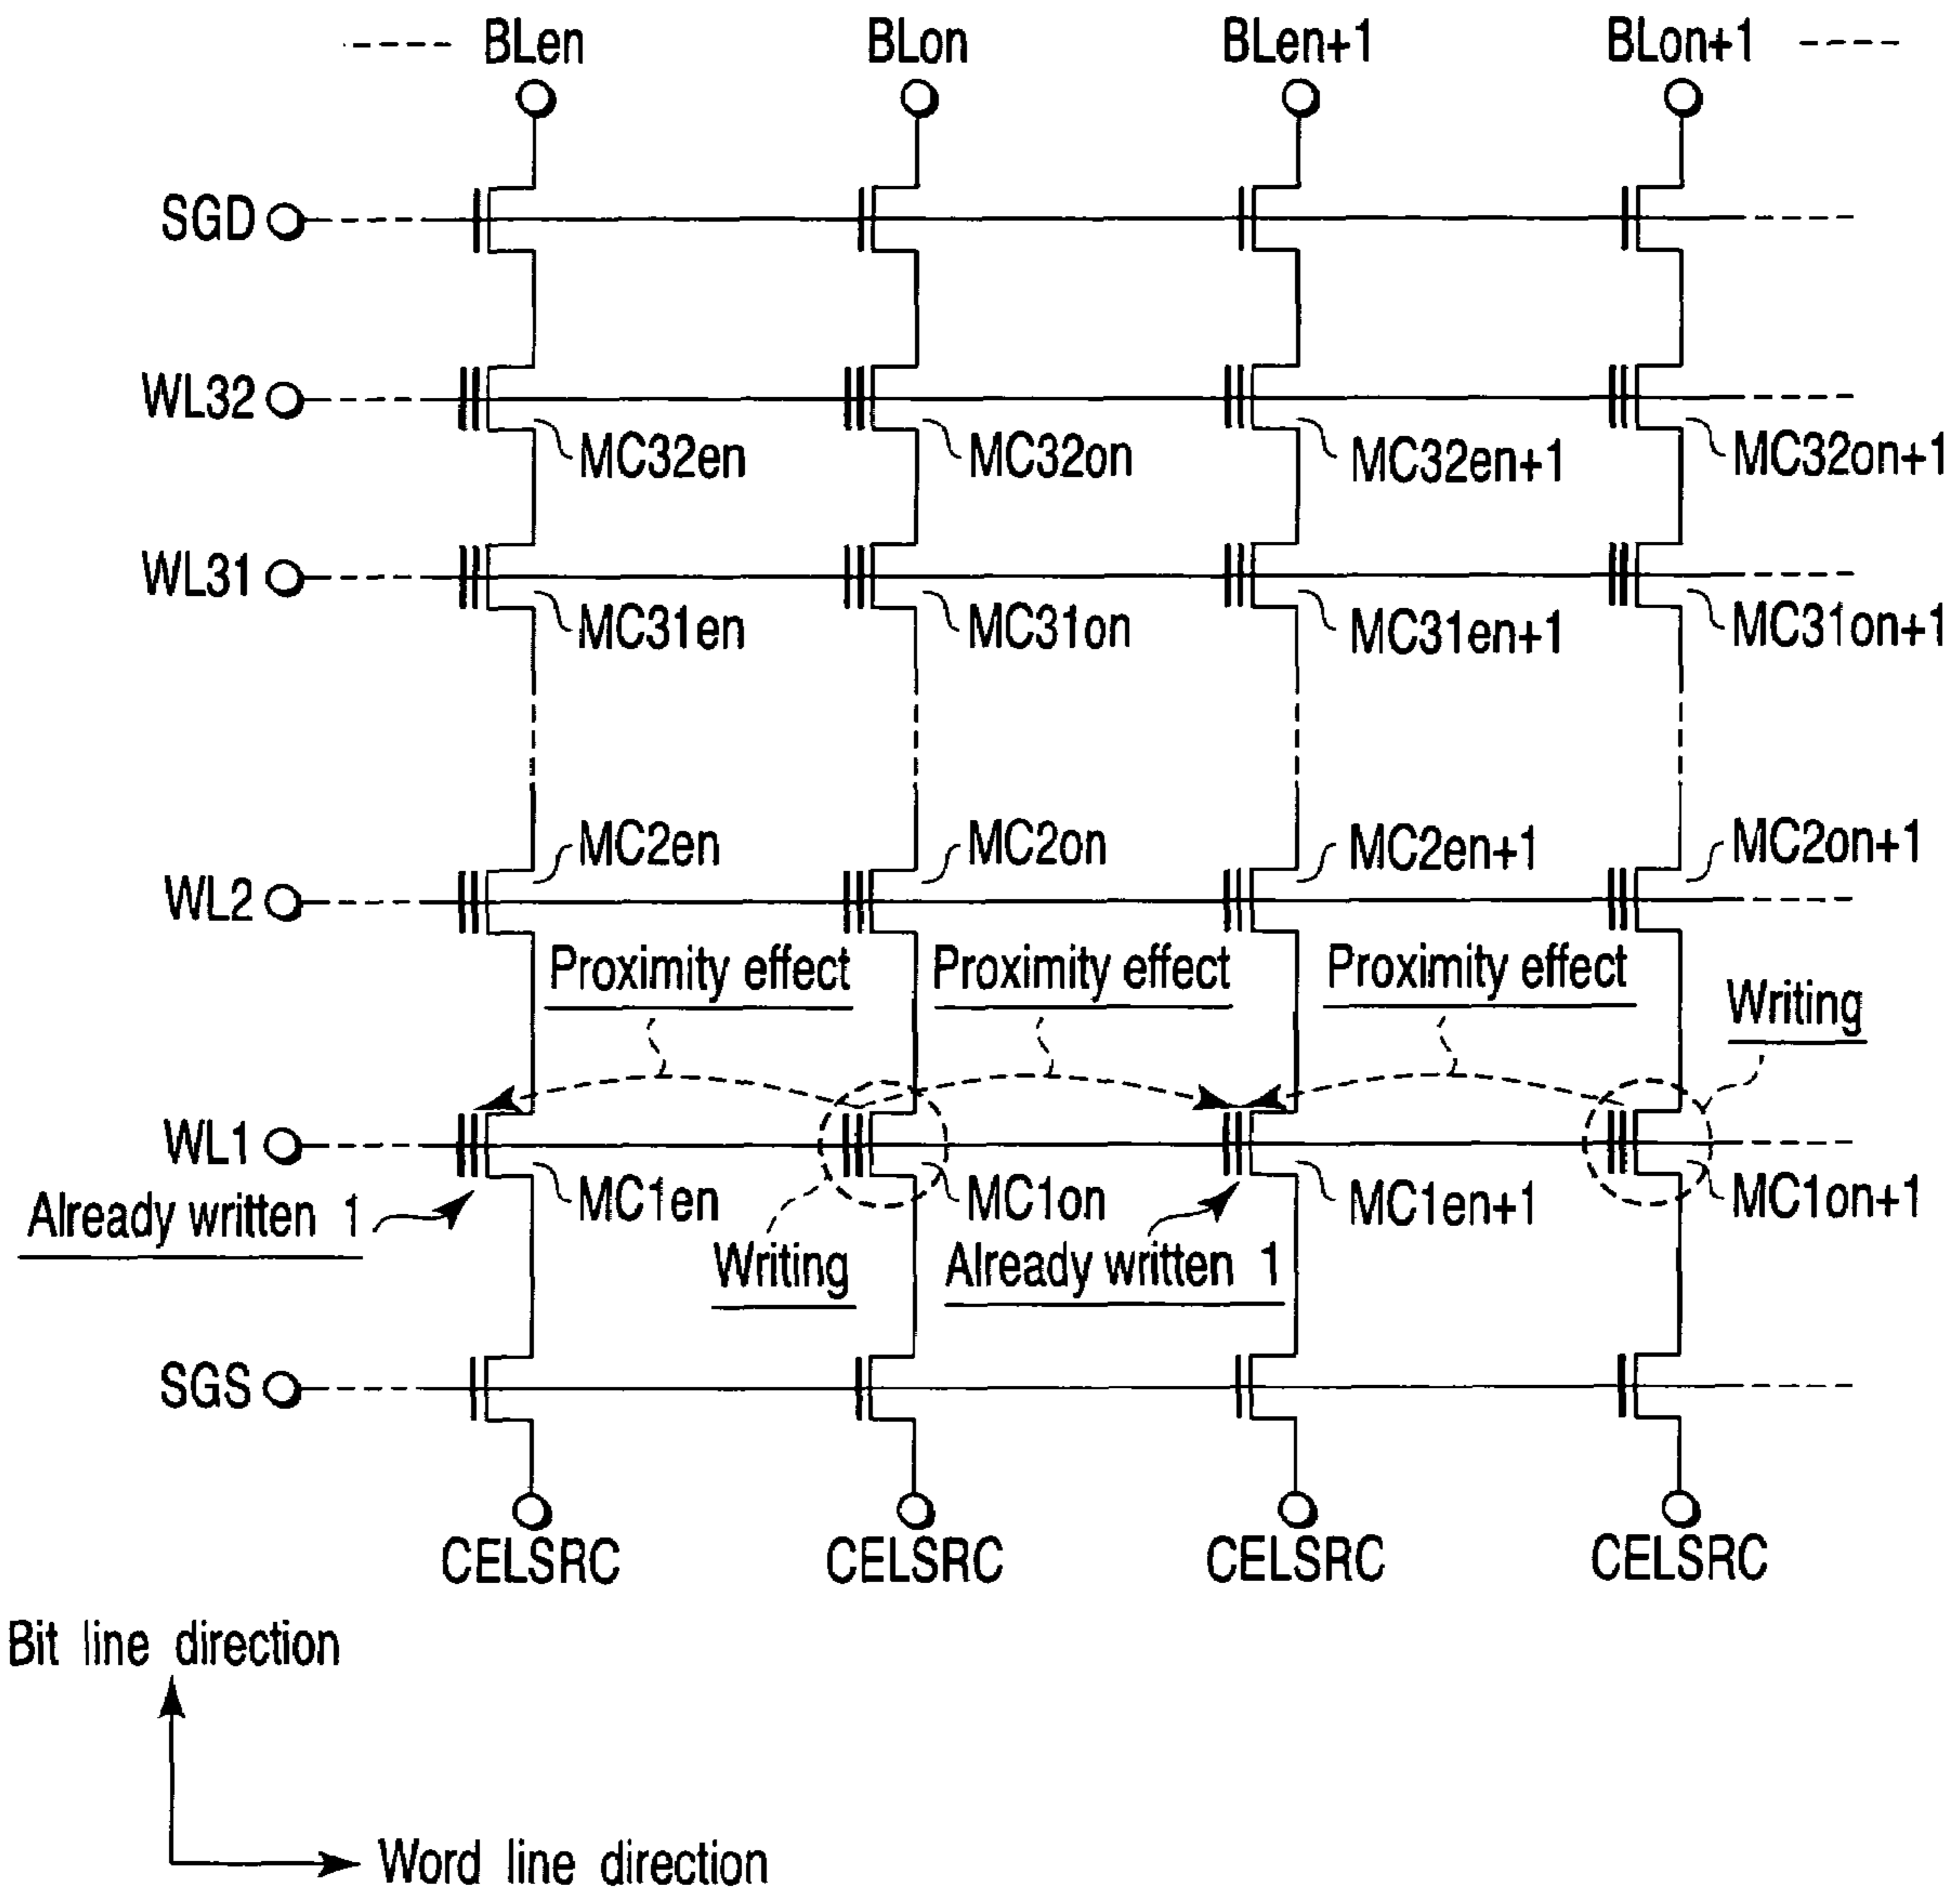 BLen BLon BLen+1 BLon+1
SGD
WL32
MC32en MC32on MC32en+1 MC32on+1
WL31
MC31en MC31on MC31en+1 MC31on+1
MC2en MC2on MC2en+1 MC2on+1
WL2
Proximity effect Proximity effect Proximity effect
Writing
WL1
MC1en MC1on MC1en+1 MC1on+1
Already written 1
Writing Already written 1
SGS
CELSRC CELSRC CELSRC CELSRC
Bit line direction
Word line direction